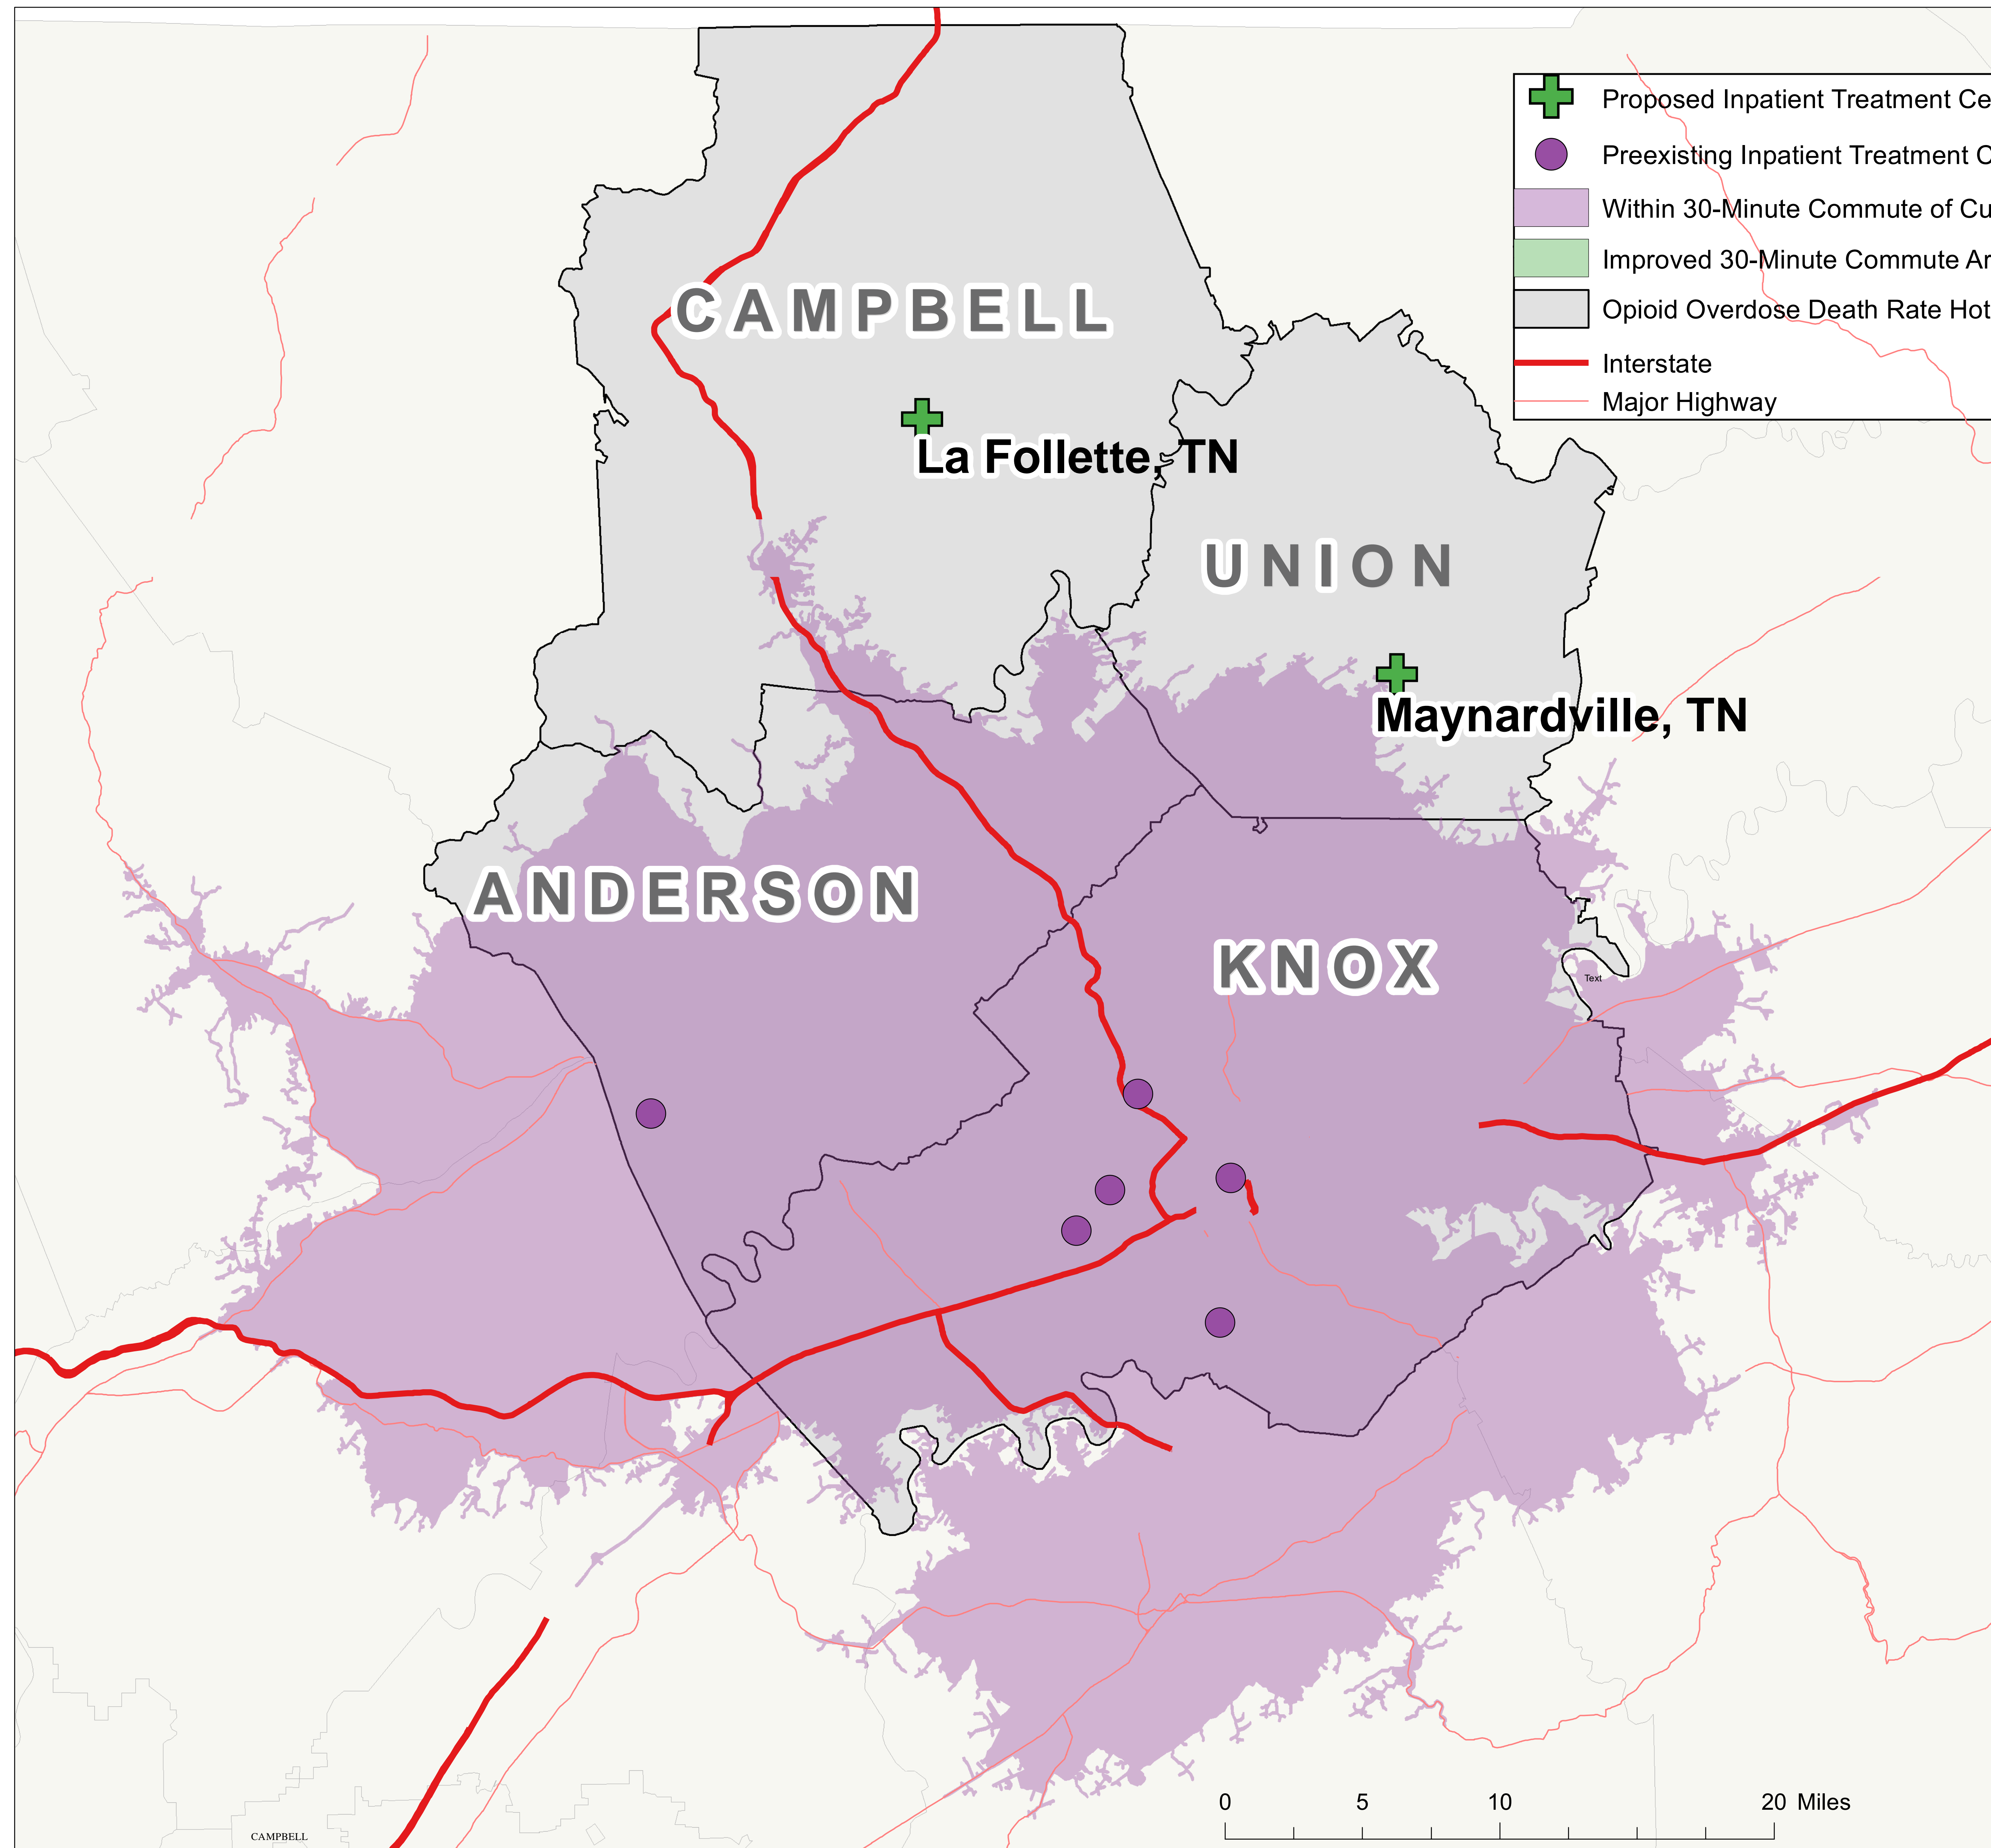 Proposed Inpatient Treatment Ce
Preexisting Inpatient Treatment C
Within 30-Minute Commute of Cu
Improved 30-Minute Commute Ar
Opioid Overdose Death Rate Hot
Interstate
Major Highway
CAMPBELL
La Follette, TN
UNION
Maynardville, TN
ANDERSON
KNOX
Text
0 5 10 20 Miles
CAMPBELL